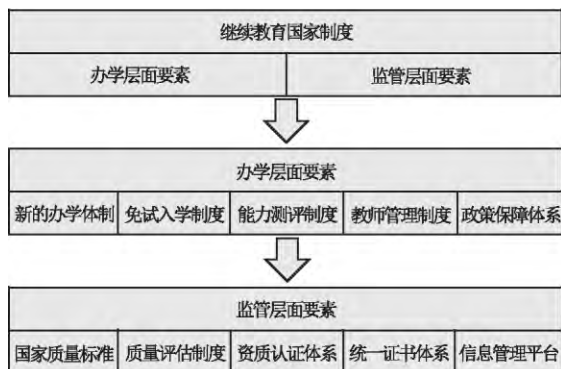 继续教育国家制度
办学层面要素 监管层面要素
办学层面要素
新的办学体制 免试入学制度 能力测评制度 教师管理制度 政策保障体系
监管层面要素
国家质量标准 质量评估制度 资质认证体系 统一证书体系 信息管理平台